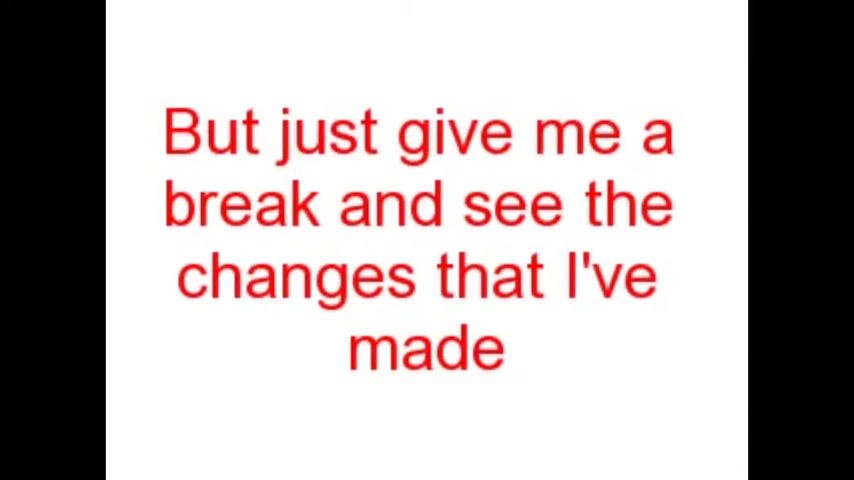 But just give me a
break and see the
changes that I've
made